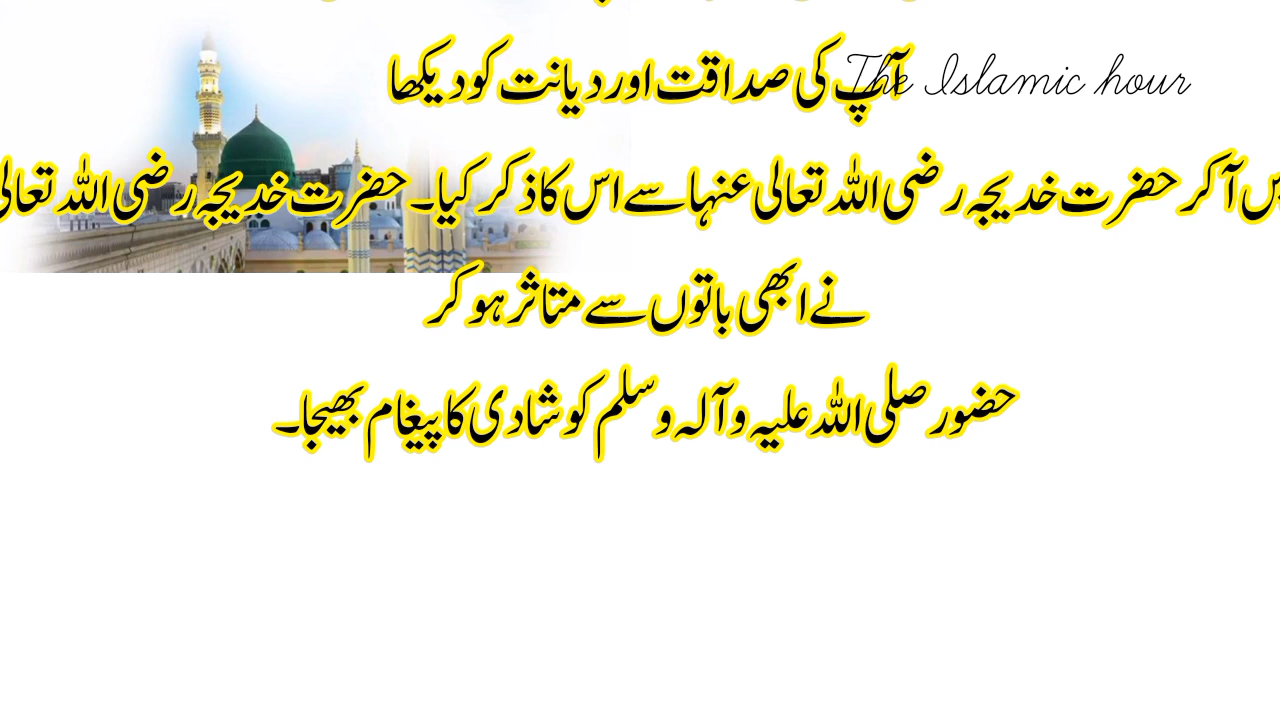 آپ کی صداقت اور دیانت کو دیکھا
The Islamic hour
آ کر حضرت خدیجہ رضی اللہ تعالی عنہا سے اس کا ذکر کیا۔ حضرت خدیجہ رضی اللہ تعالی
نے ابھی باتوں سے متاثر ہو کر
حضور صلی اللہ علیہ و آلہ وسلم کو شادی کا پیغام بھیجا۔